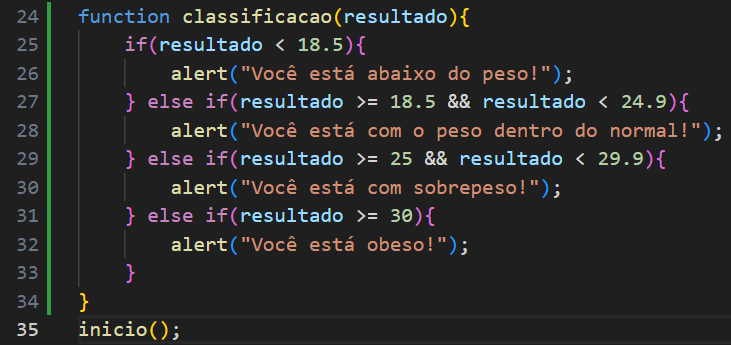 24 function classificacao(resultado){
25 if(resultado < 18.5){
26 alert("Você está abaixo do peso!");
27 } else if(resultado >= 18.5 && resultado < 24.9){
28 alert("Você está com o peso dentro do normal!");
29 } else if(resultado >= 25 && resultado < 29.9){
30 alert("Você está com sobrepeso!");
31 } else if(resultado >= 30){
32 alert("Você está obeso!");
33 }
34 }
35 inicio();